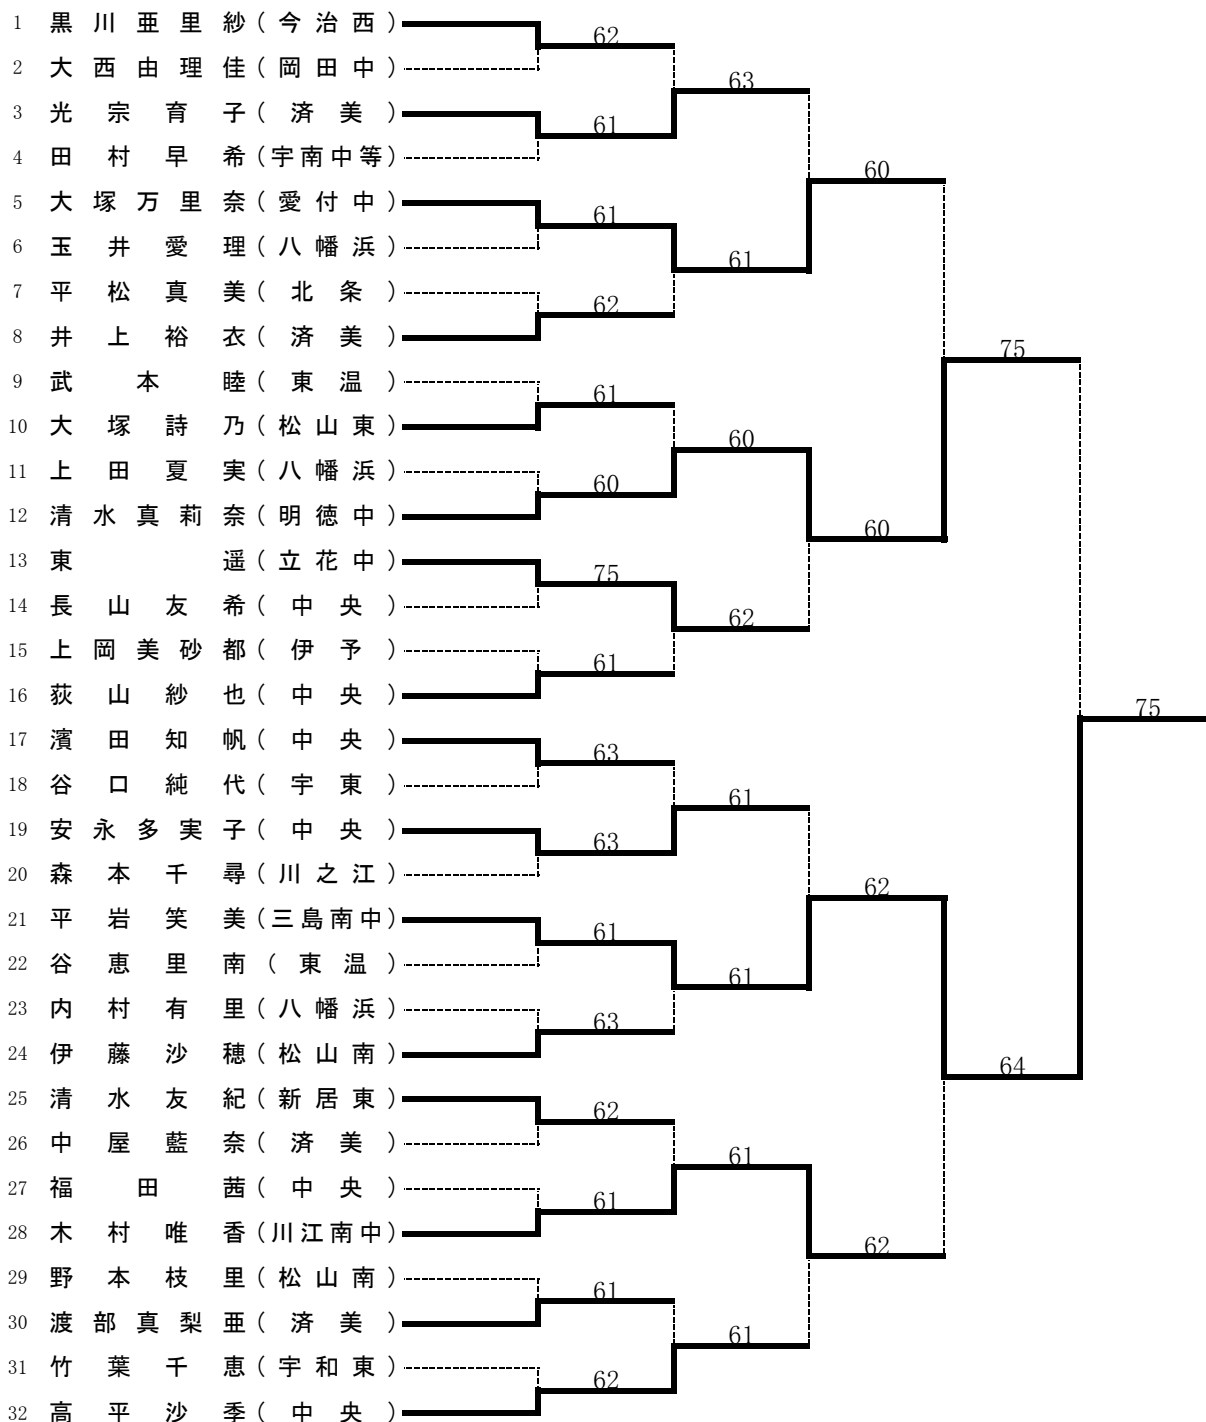 1 黒川亜里紗(今治西)
62
2 大西由理佳(岡田中)
63
3 光宗育子(済美)
61
4 田村早希(宇南中等)
60
5 大塚万里奈(愛付中)
61
6 玉井愛理(八幡浜)
61
7 平松真美(北条)
62
8 井上裕衣(済美)
75
9 武本睦(東温)
61
10 大塚詩乃(松山東)
60
11 上田夏実(八幡浜)
60
12 清水真莉奈(明徳中)
60
13 東遥(立花中)
75
14 長山友希(中央)
62
15 上岡美砂都(伊予)
61
16 荻山紗也(中央)
75
17 濱田知帆(中央)
63
18 谷口純代(宇東)
61
19 安永多実子(中央)
63
20 森本千尋(川之江)
62
21 平岩笑美(三島南中)
61
22 谷恵里南(東温)
61
23 内村有里(八幡浜)
63
24 伊藤沙穂(松山南)
64
25 清水友紀(新居東)
62
26 中屋藍奈(済美)
61
27 福田茜(中央)
61
28 木村唯香(川江南中)
62
29 野本枝里(松山南)
61
30 渡部真梨亜(済美)
61
31 竹葉千恵(宇和東)
62
32 高平沙季(中央)